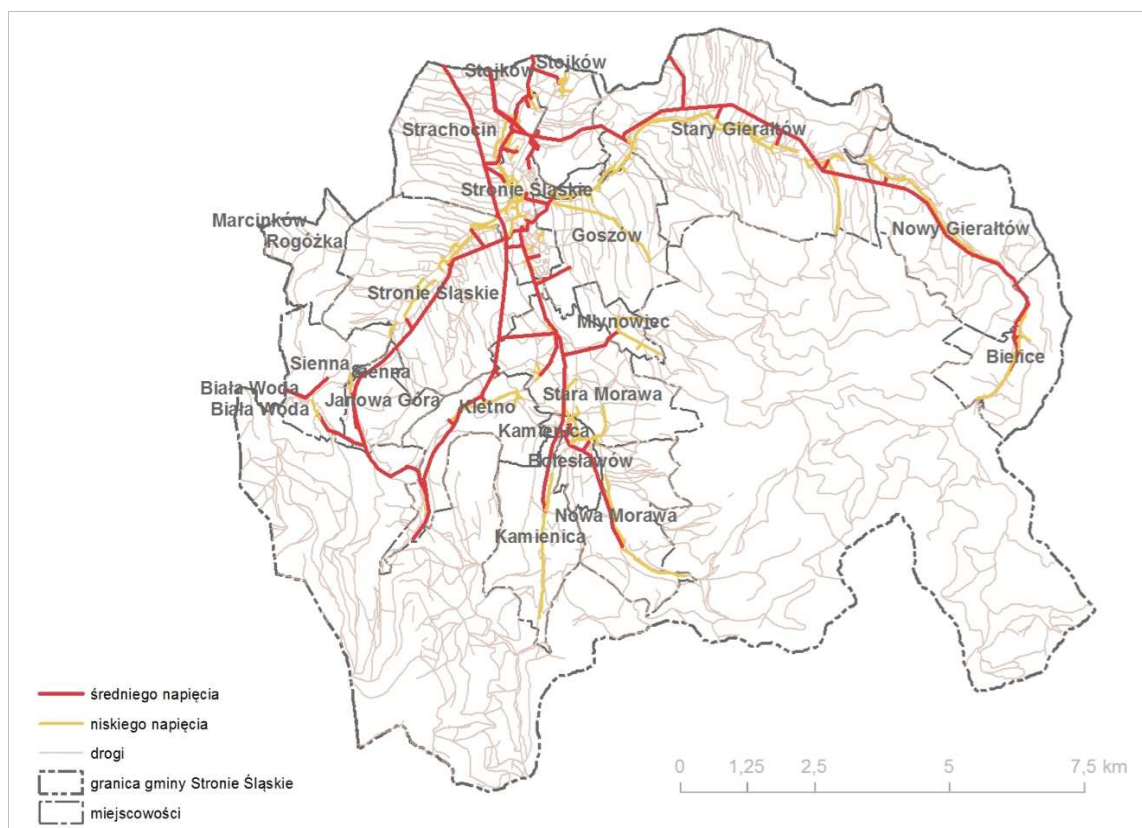 Stojków
Stojków
Strachocin
Stary Gierałtów
Stronie Śląskie
Marcinków
Rogóżka
Goszów
Nowy Gierałtów
Stronie Śląskie
Młynowiec
Sienna
Sienna
Bielice
Biała Woda
Janowa Góra
Biała Woda
Kletno
Stara Morawa
Kamienica
Bolesławów
Nowa Morawa
Kamienica
średniego napięcia
niskiego napięcia
drogi
granica gminy Stronie Śląskie
miejscowości
0 1,25 2,5 5 7,5 km